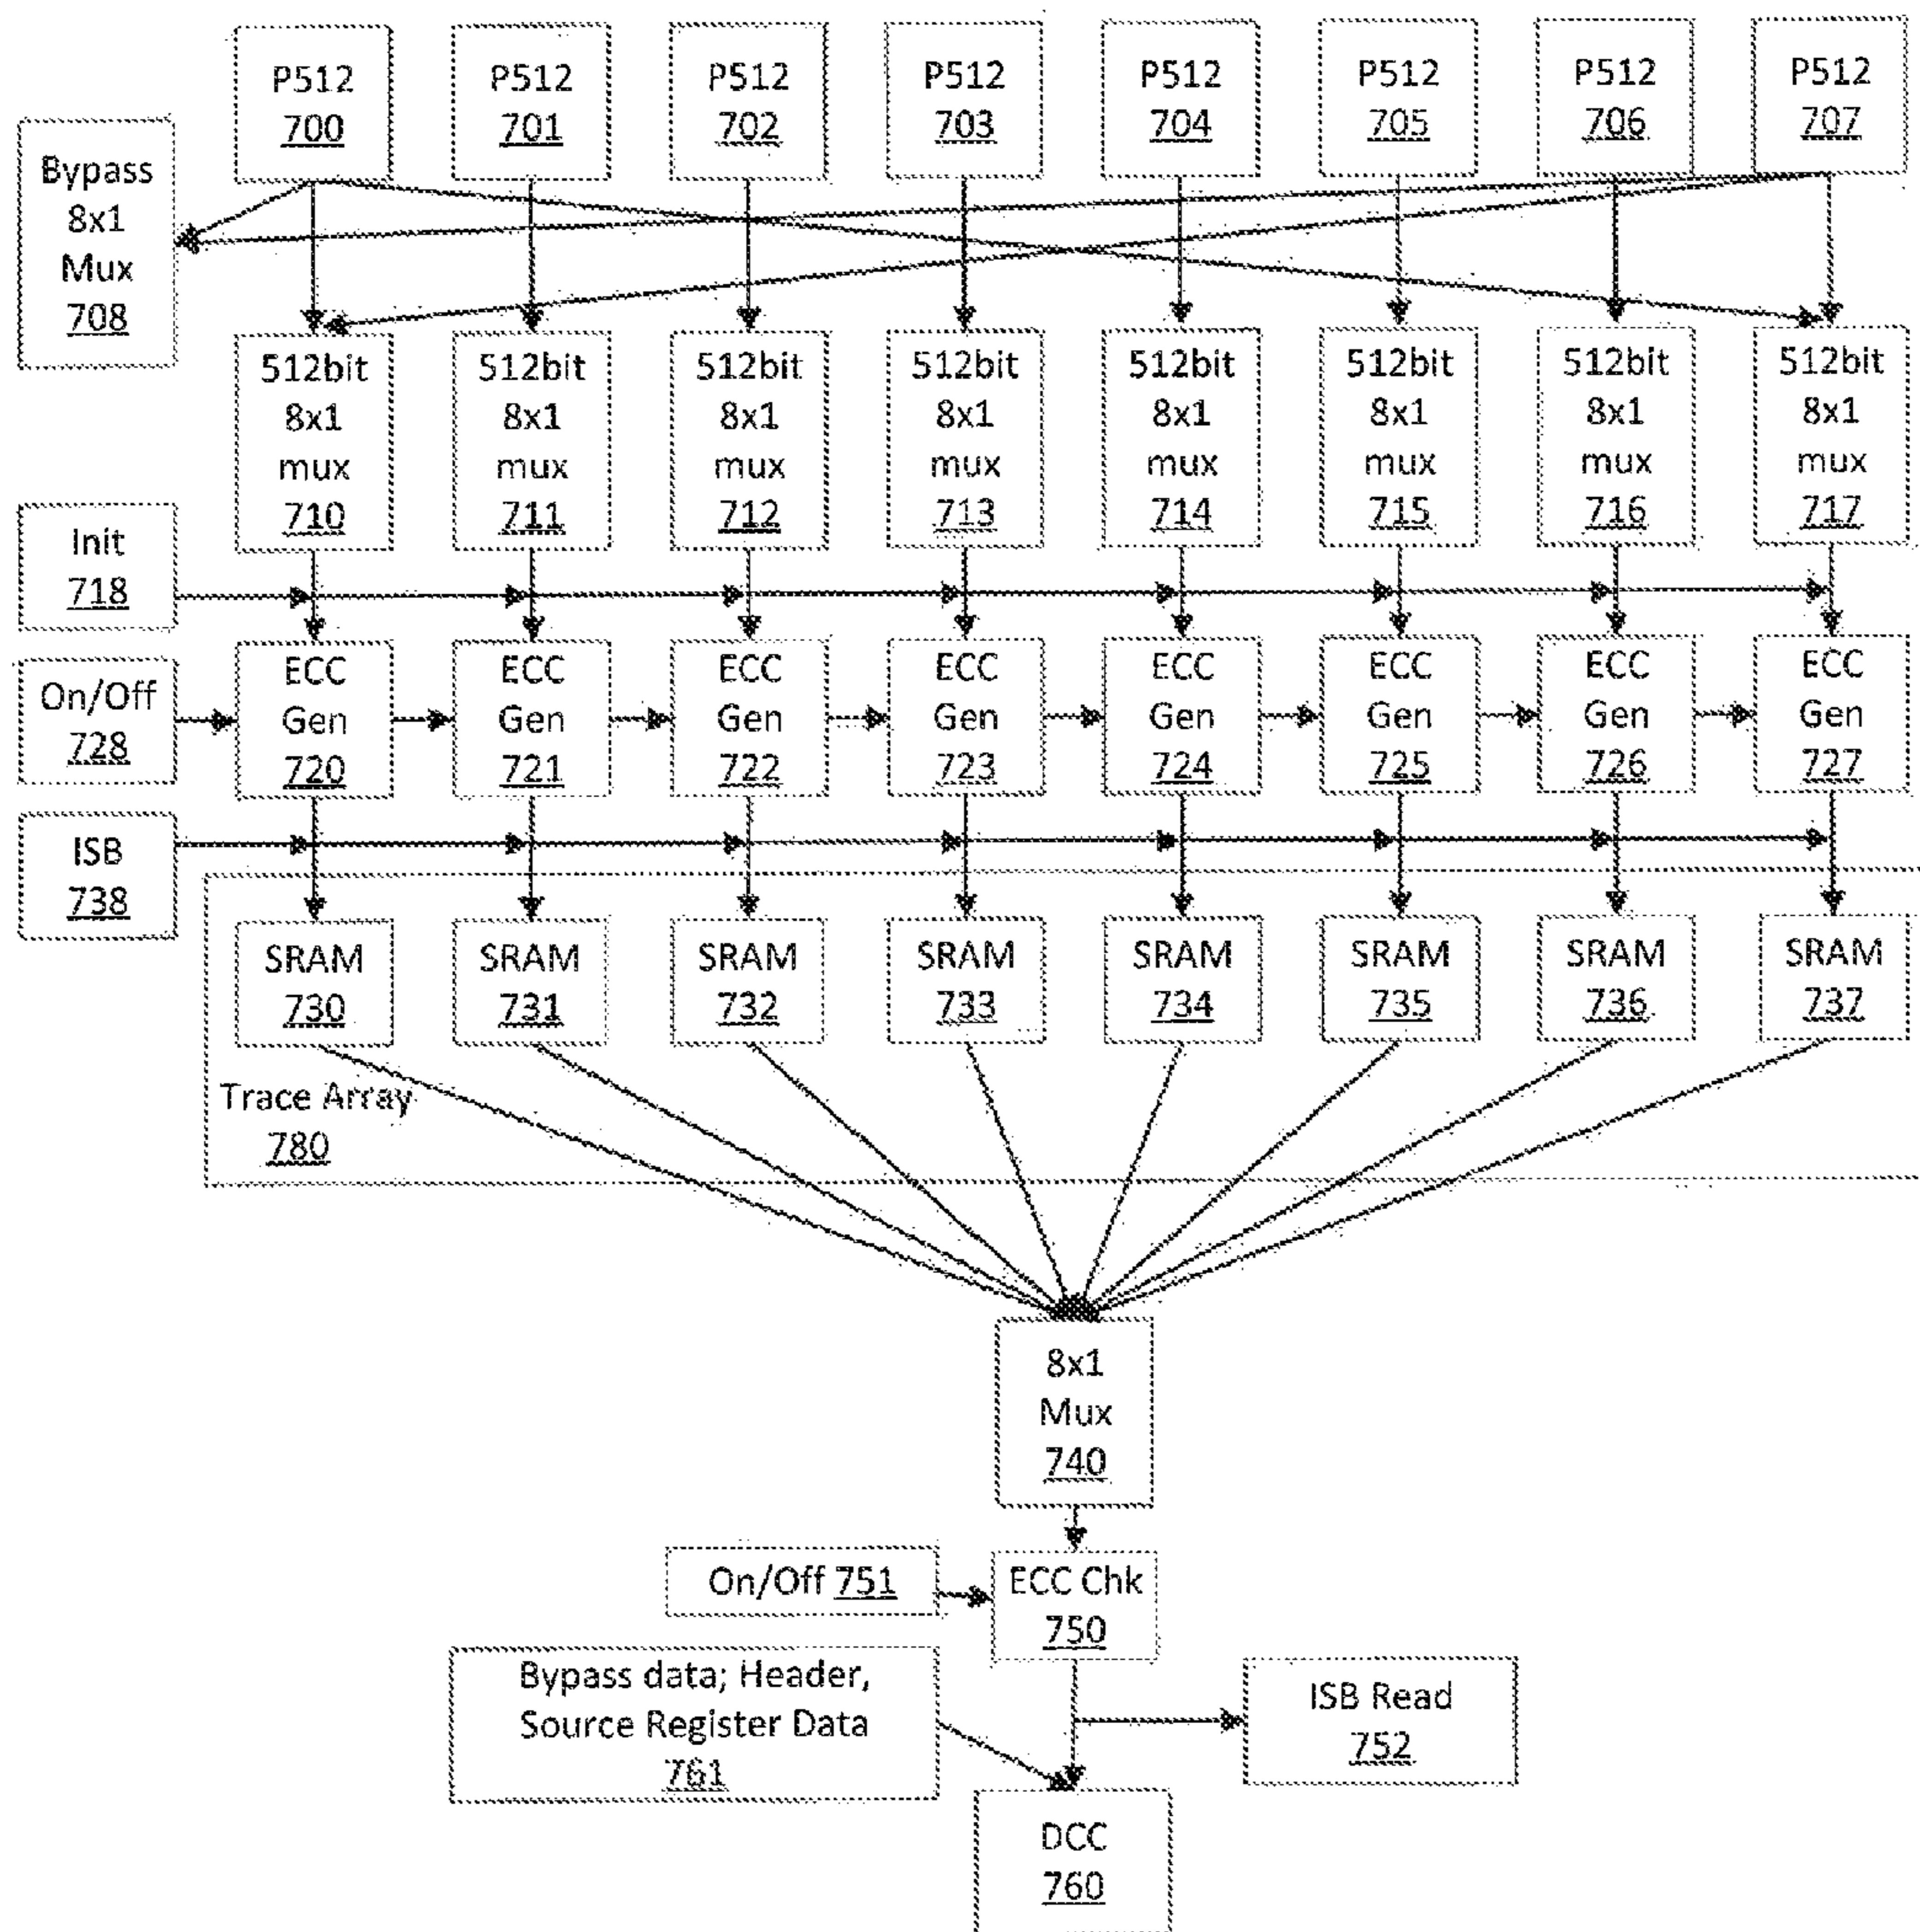 P512
700
P512
701
P512
702
P512
703
P512
704
P512
705
P512
706
P512
707
Bypass
8x1
Mux
708
512bit
8x1
mux
710
512bit
8x1
mux
711
512bit
8x1
mux
712
512bit
8x1
mux
713
512bit
8x1
mux
714
512bit
8x1
mux
715
512bit
8x1
mux
716
512bit
8x1
mux
717
Init
718
On/Off
728
ECC
Gen
720
ECC
Gen
721
ECC
Gen
722
ECC
Gen
723
ECC
Gen
724
ECC
Gen
725
ECC
Gen
726
ECC
Gen
727
ISB
738
SRAM
730
SRAM
731
SRAM
732
SRAM
733
SRAM
734
SRAM
735
SRAM
736
SRAM
737
Trace Array
780
8x1
Mux
740
On/Off 751
ECC Chk
750
Bypass data; Header,
Source Register Data
761
ISB Read
752
DCC
760